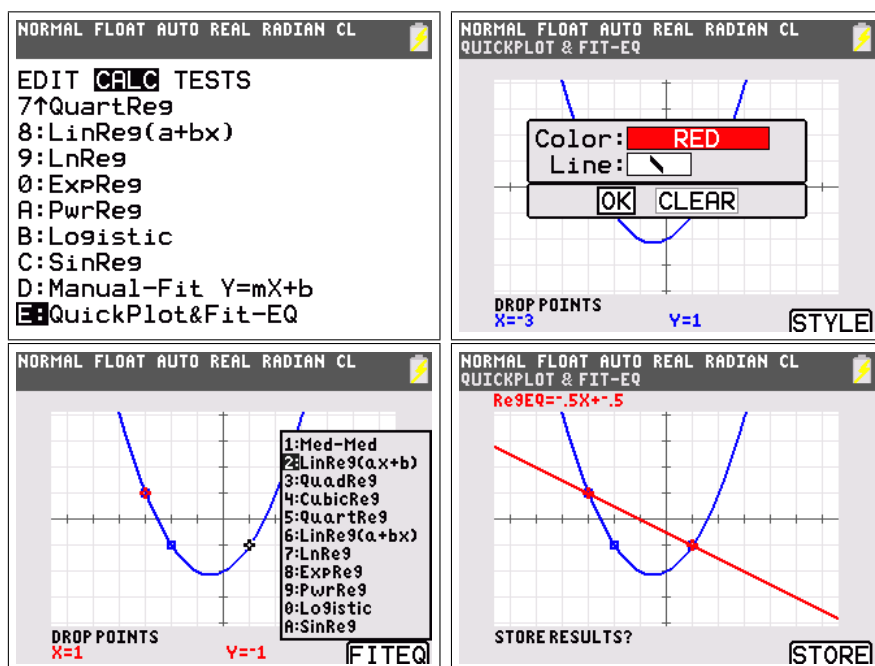 NORMAL FLOAT AUTO REAL RADIAN CL
EDIT CALC TESTS
7↑QuartReg
8:LinReg(a+bx)
9:LnReg
0:ExpReg
A:PwrReg
B:Logistic
C:SinReg
D:Manual-Fit Y=mX+b
E:QuickPlot&Fit-EQ
NORMAL FLOAT AUTO REAL RADIAN CL
QUICKPLOT & FIT-EQ
Color: RED
Line:
OK CLEAR
DROP POINTS
X=-3 Y=1 STYLE
NORMAL FLOAT AUTO REAL RADIAN CL
1:Med-Med
2:LinReg(ax+b)
3:QuadReg
4:CubicReg
5:QuartReg
6:LinReg(a+bx)
7:LnReg
8:ExpReg
9:PwrReg
0:Logistic
A:SinReg
DROP POINTS
X=1 Y=-1 FITEQ
NORMAL FLOAT AUTO REAL RADIAN CL
QUICKPLOT & FIT-EQ
RegEQ=-.5X+-.5
STORE RESULTS?
STORE